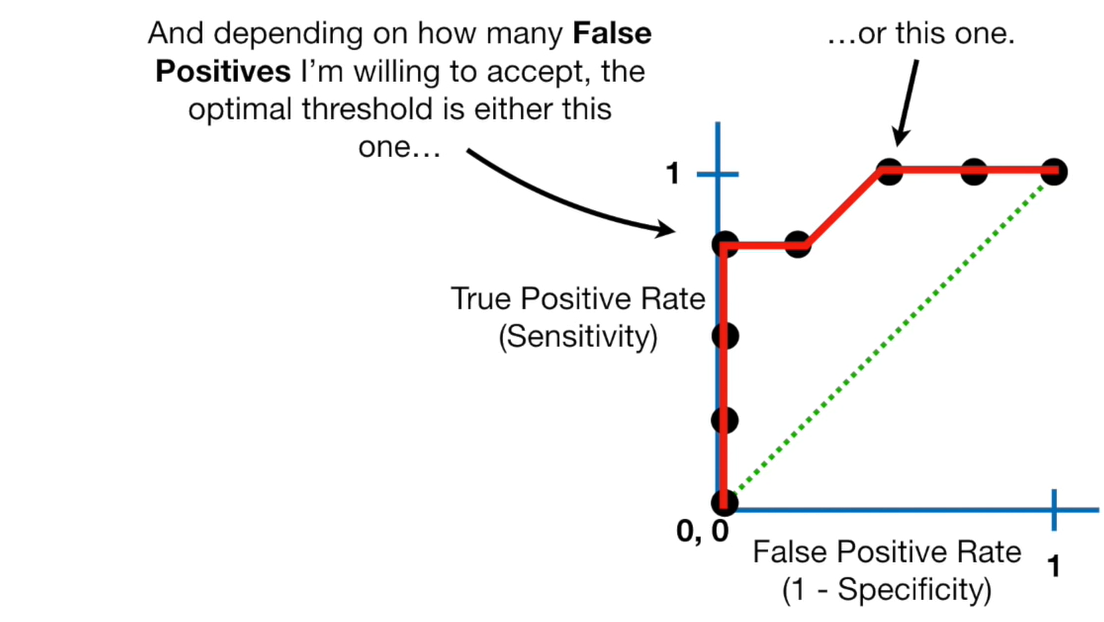 And depending on how many False
Positives I'm willing to accept, the
optimal threshold is either this
one…
…or this one.
1
True Positive Rate
(Sensitivity)
0, 0
False Positive Rate
(1 - Specificity)
1